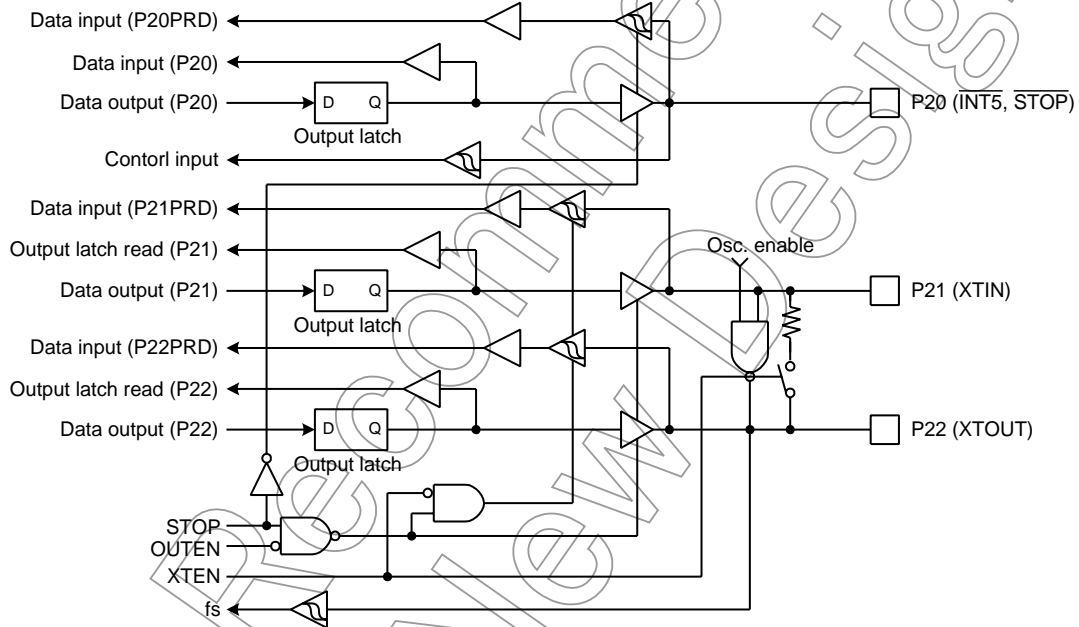 Data input (P20PRD)
Data input (P20)
Data output (P20)
D Q
Output latch
P20 (INT5, STOP)
Contorl input
Data input (P21PRD)
Output latch read (P21)
Osc. enable
Data output (P21)
D Q
Output latch
P21 (XTIN)
Data input (P22PRD)
Output latch read (P22)
Data output (P22)
D Q
Output latch
P22 (XTOUT)
STOP
OUTEN
XTEN
fs